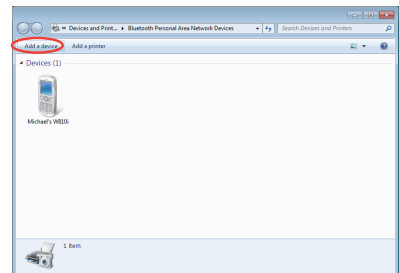 « Devices and Print... ▸ Bluetooth Personal Area Network Devices Search Devices and Printers
Add a device Add a printer
Devices (1)
Michael's W810i
1 item